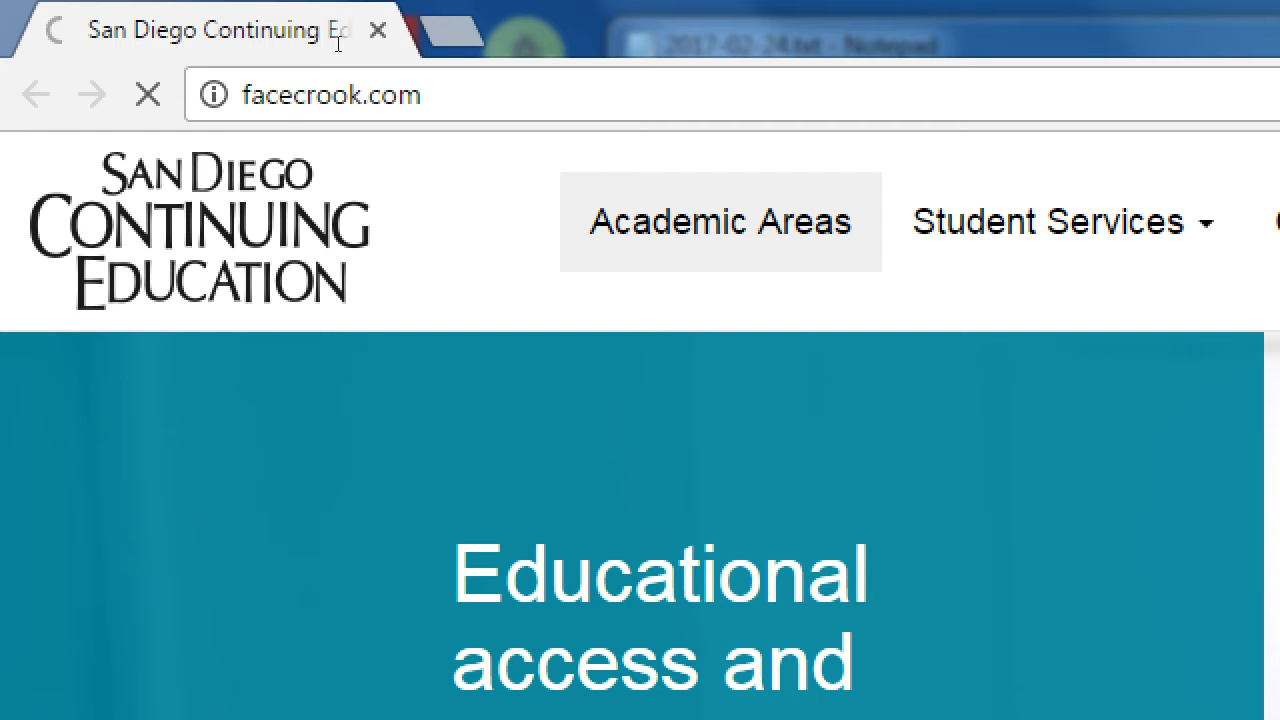 San Diego Continuing Ed
2017-02-24.txt - Notepad
facecrook.com
SAN DIEGO
CONTINUING
EDUCATION
Academic Areas
Student Services
Educational
access and